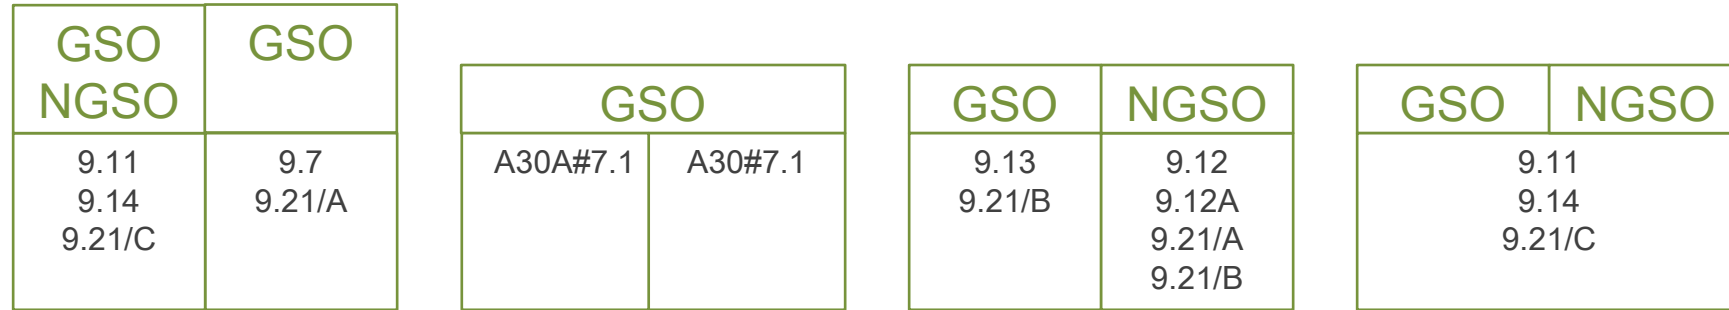 GSO
NGSO
GSO
9.11
9.14
9.21/C
9.7
9.21/A
GSO
A30A#7.1
A30#7.1
GSO
NGSO
9.13
9.21/B
9.12
9.12A
9.21/A
9.21/B
GSO
NGSO
9.11
9.14
9.21/C